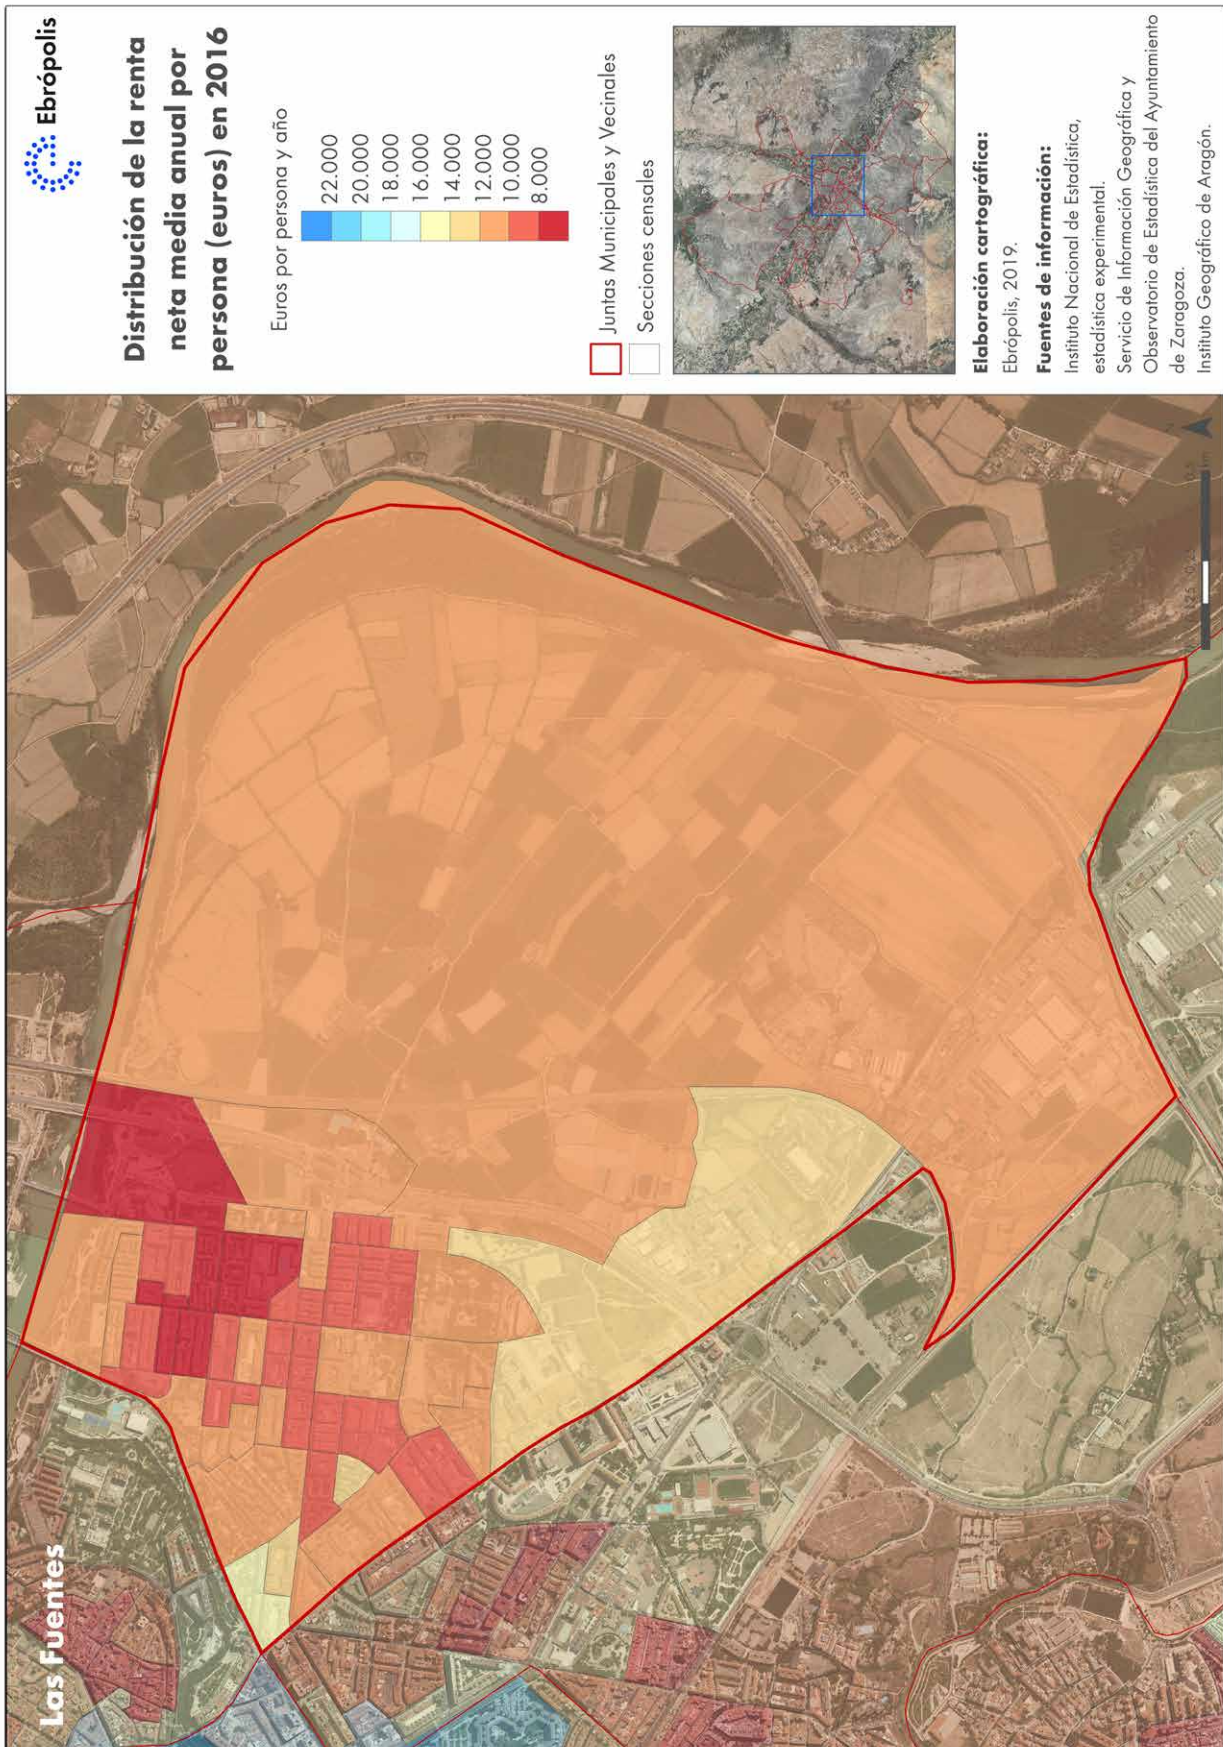 Las Fuentes
Ebrópolis
Distribución de la renta
neta media anual por
persona (euros) en 2016
Euros por persona y año
22.000
20.000
18.000
16.000
14.000
12.000
10.000
8.000
Juntas Municipales y Vecinales
Secciones censales
Elaboración cartográfica:
Ebrópolis, 2019.
Fuentes de información:
Instituto Nacional de Estadística,
estadística experimental.
Servicio de Información Geográfica y
Observatorio de Estadística del Ayuntamiento
de Zaragoza.
Instituto Geográfico de Aragón.